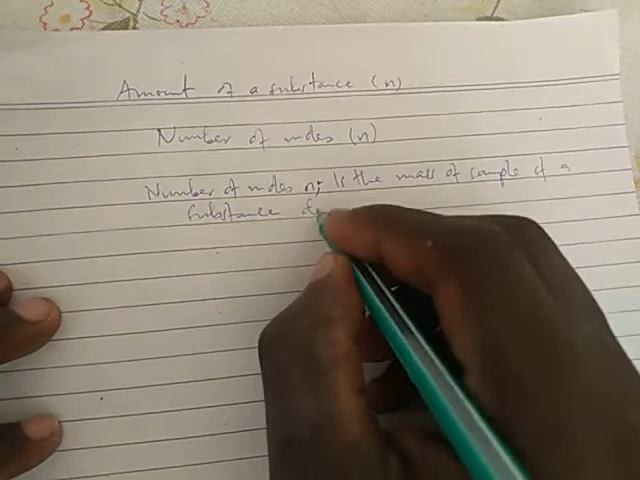 Amount of a substance (n)
Number of moles (n)
Number of moles n; Is the mass of sample of a
substance